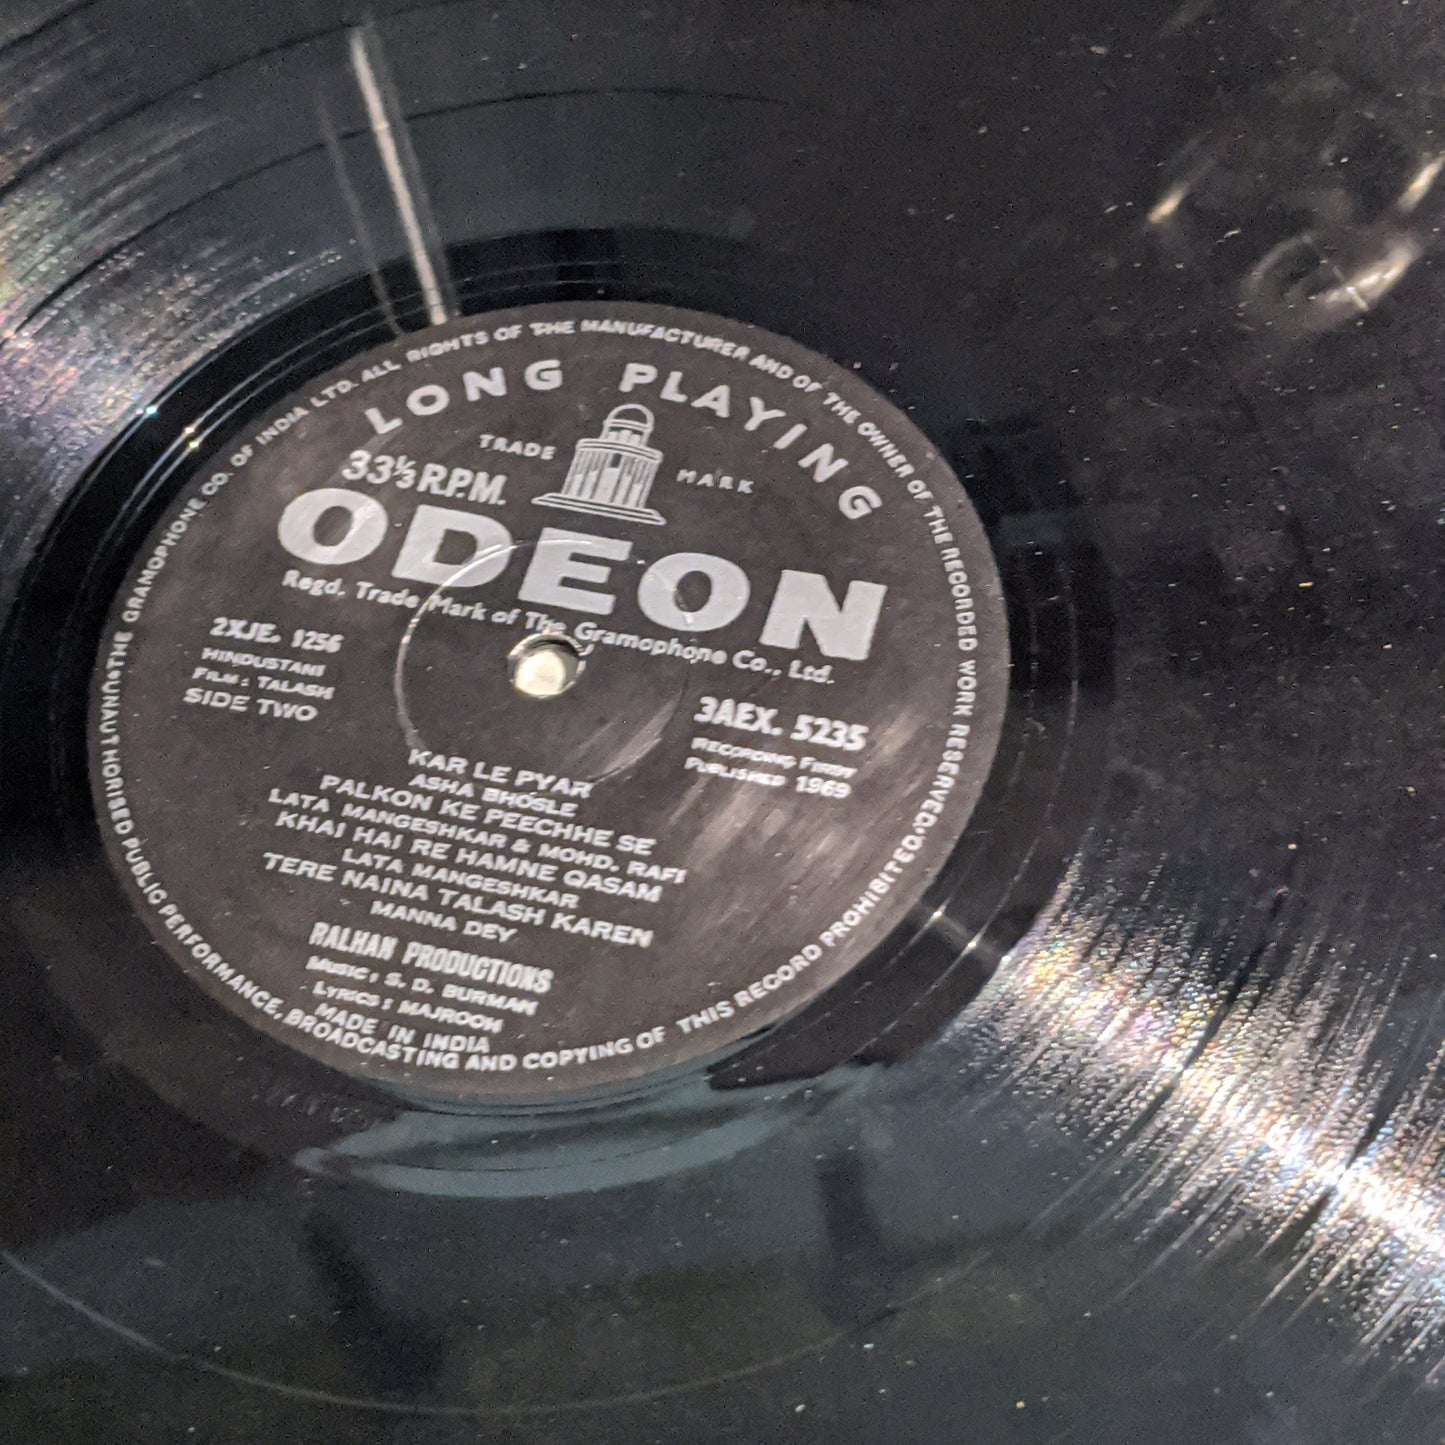 THE GRAMOPHONE CO. OF INDIA LTD. ALL RIGHTS OF THE MANUFACTURER AND OF THE OWNER OF THE RECORDED WORK RESERVED. UNAUTHORISED PUBLIC PERFORMANCE, BROADCASTING AND COPYING OF THIS RECORD PROHIBITED.
LONG PLAYING
TRADE MARK
33⅓ R.P.M.
ODEON
Regd. Trade Mark of The Gramophone Co., Ltd.
2XJE. 1256
HINDUSTANI
FILM: TALASH
SIDE TWO
3AEX. 5235
RECORDING FIRST
PUBLISHED 1969
KAR LE PYAR
ASHA BHOSLE
PALKON KE PEECHHE SE
LATA MANGESHKAR & MOHD. RAFI
KHAI HAI RE HAMNE QASAM
LATA MANGESHKAR
TERE NAINA TALASH KAREN
MANNA DEY
RALHAN PRODUCTIONS
MUSIC: S. D. BURMAN
LYRICS: MAJROOH
MADE IN INDIA